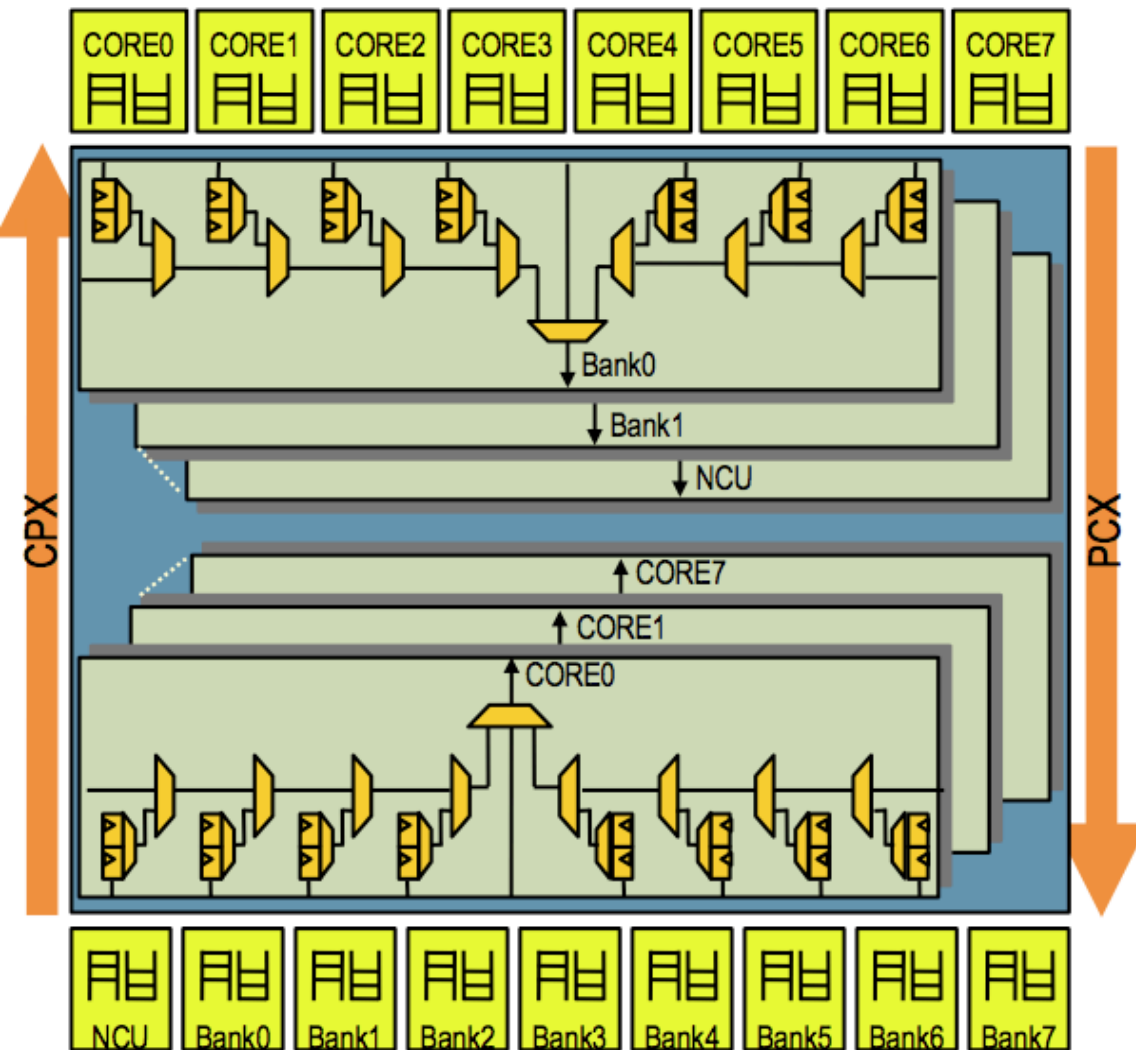 CORE0 CORE1 CORE2 CORE3 CORE4 CORE5 CORE6 CORE7
Bank0
Bank1
NCU
CPX
PCX
CORE7
CORE1
CORE0
NCU Bank0 Bank1 Bank2 Bank3 Bank4 Bank5 Bank6 Bank7